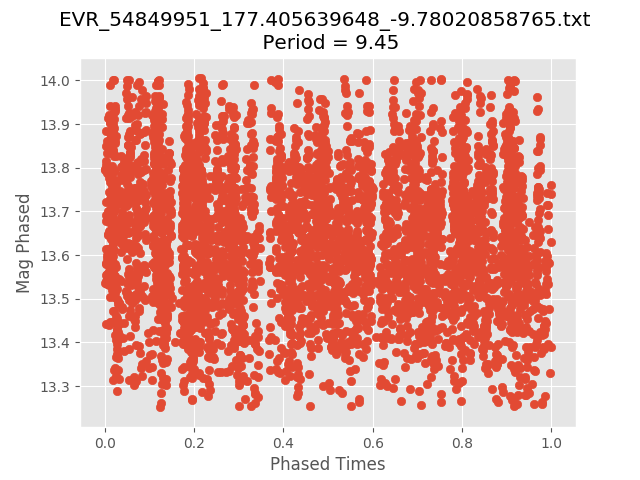 EVR_54849951_177.405639648_-9.78020858765.txt
Period = 9.45
14.0
13.9
13.8
13.7
13.6
13.5
13.4
13.3
Mag Phased
0.0 0.2 0.4 0.6 0.8 1.0
Phased Times